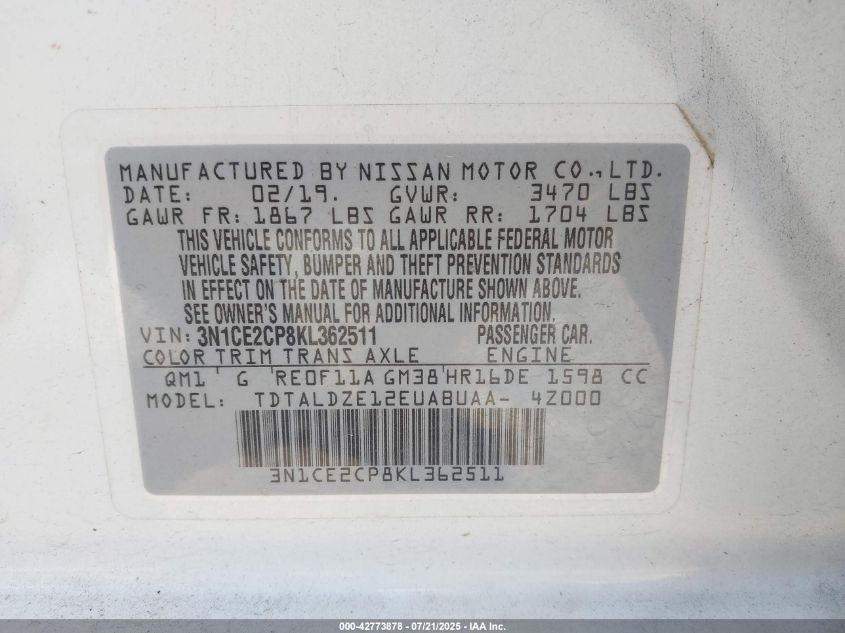 MANUFACTURED BY NISSAN MOTOR CO.,LTD.
DATE: 02/19. GVWR: 3470 LBS
GAWR FR: 1867 LBS GAWR RR: 1704 LBS
THIS VEHICLE CONFORMS TO ALL APPLICABLE FEDERAL MOTOR
VEHICLE SAFETY, BUMPER AND THEFT PREVENTION STANDARDS
IN EFFECT ON THE DATE OF MANUFACTURE SHOWN ABOVE.
SEE OWNER'S MANUAL FOR ADDITIONAL INFORMATION.
VIN: 3N1CE2CP8KL362511 PASSENGER CAR.
COLOR TRIM TRANS AXLE ENGINE
QM1 G RE0F11A GM38 HR16DE 1598 CC
MODEL: TDTALDZE12EUABUAA- 4Z000
3N1CE2CP8KL362511
000-42773878 - 07/21/2025 - IAA Inc.